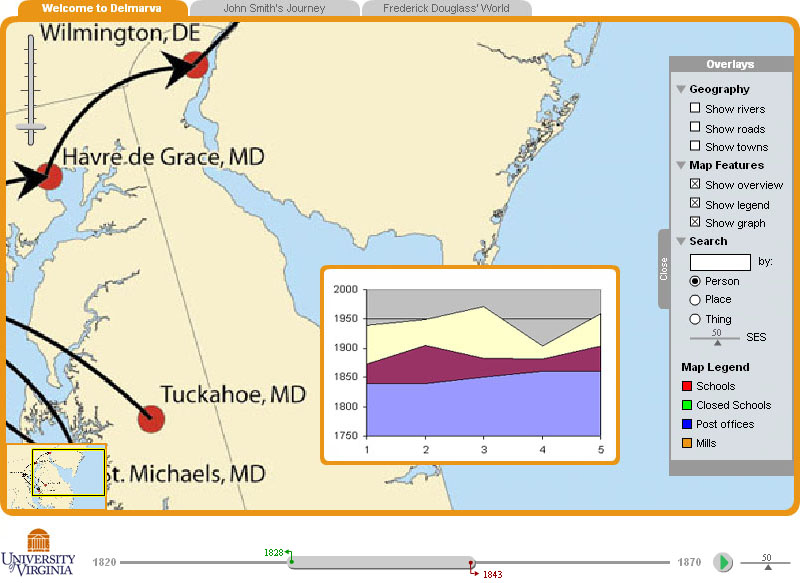 Welcome to Delmarva
John Smith's Journey
Frederick Douglass' World
Wilmington, DE
Havre de Grace, MD
Tuckahoe, MD
St. Michaels, MD
Overlays
Geography
Show rivers
Show roads
Show towns
Map Features
Show overview
Show legend
Show graph
Search
by:
Person
Place
Thing
50
SES
Close
Map Legend
Schools
Closed Schools
Post offices
Mills
2000
1950
1900
1850
1800
1750
1 2 3 4 5
UNIVERSITY
of VIRGINIA
1820
1828
1843
1870
50